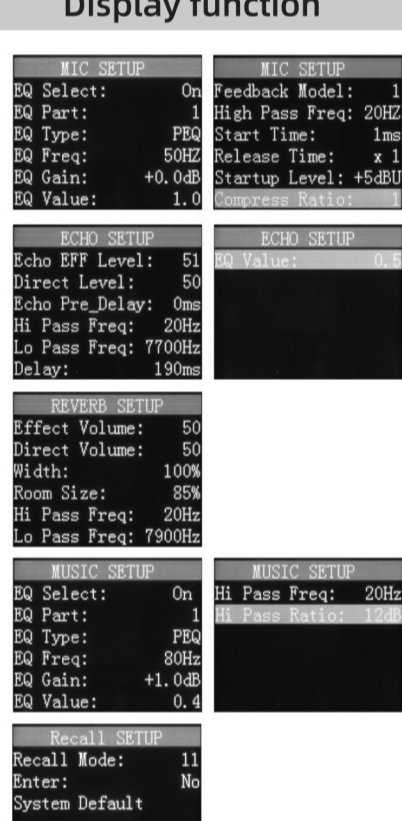 Display function
MIC SETUP
EQ Select: On
EQ Part: 1
EQ Type: PEQ
EQ Freq: 50HZ
EQ Gain: +0.0dB
EQ Value: 1.0
MIC SETUP
Feedback Model: 1
High Pass Freq: 20HZ
Start Time: 1ms
Release Time: x 1
Startup Level: +5dBU
Compress Ratio: 1
ECHO SETUP
Echo EFF Level: 51
Direct Level: 50
Echo Pre_Delay: 0ms
Hi Pass Freq: 20Hz
Lo Pass Freq: 7700Hz
Delay: 190ms
ECHO SETUP
EQ Value: 0.5
REVERB SETUP
Effect Volume: 50
Direct Volume: 50
Width: 100%
Room Size: 85%
Hi Pass Freq: 20Hz
Lo Pass Freq: 7900Hz
MUSIC SETUP
EQ Select: On
EQ Part: 1
EQ Type: PEQ
EQ Freq: 80Hz
EQ Gain: +1.0dB
EQ Value: 0.4
MUSIC SETUP
Hi Pass Freq: 20Hz
Hi Pass Ratio: 12dB
Recall SETUP
Recall Mode: 11
Enter: No
System Default